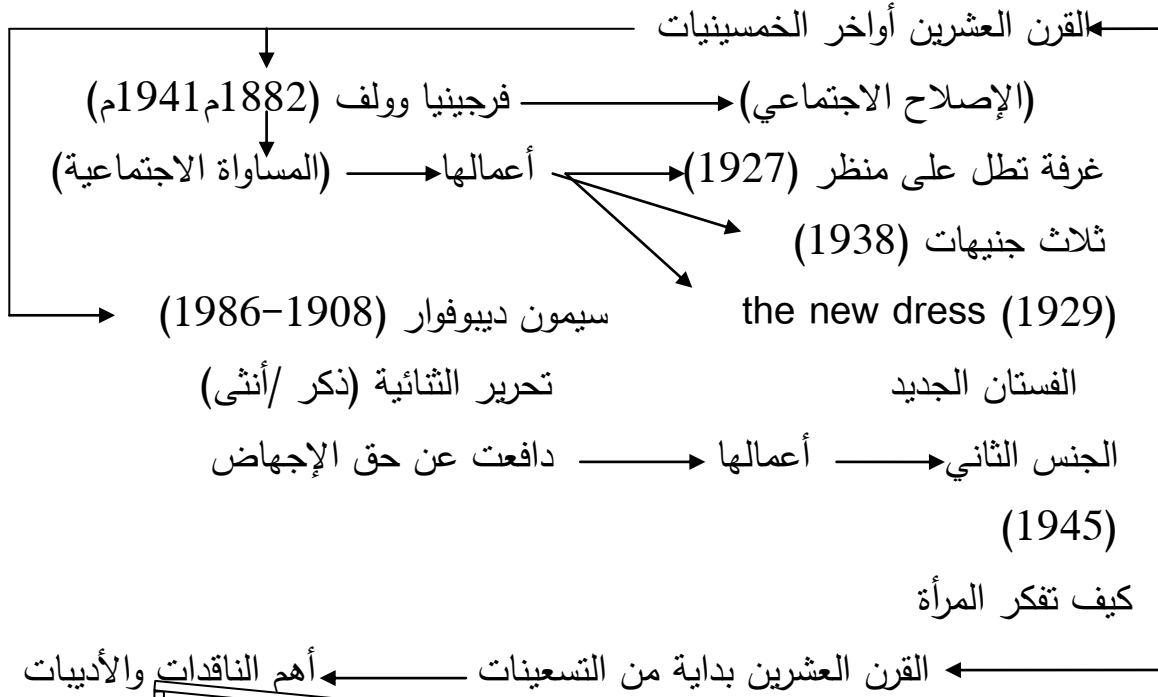 القرن العشرين أواخر الخمسينيات
(الإصلاح الاجتماعي) فرجينيا وولف (1882م1941م)
غرفة تطل على منظر (1927) أعمالها (المساواة الاجتماعية)
ثلاث جنيهات (1938)
the new dress (1929) سيمون ديبوفوار (1908-1986)
الفستان الجديد تحرير الثنائية (ذكر /أنثى)
الجنس الثاني أعمالها دافعت عن حق الإجهاض
(1945)
كيف تفكر المرأة
القرن العشرين بداية من التسعينات أهم الناقدات والأديبات